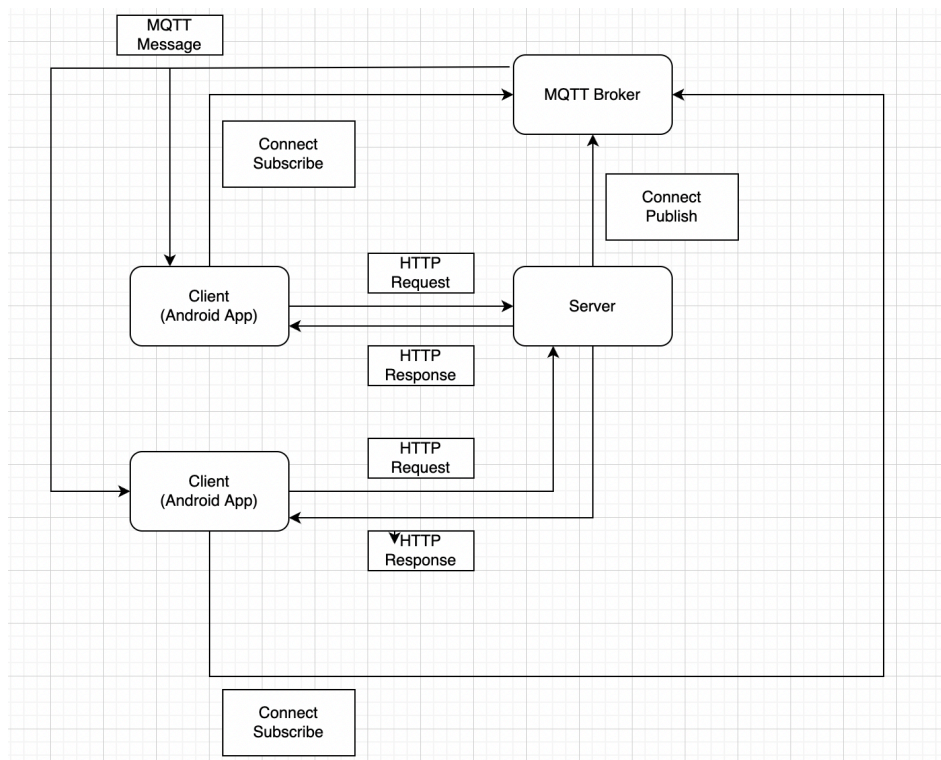 MQTT
Message
MQTT Broker
Connect
Subscribe
Connect
Publish
HTTP
Request
Client
(Android App)
Server
HTTP
Response
HTTP
Request
Client
(Android App)
HTTP
Response
Connect
Subscribe